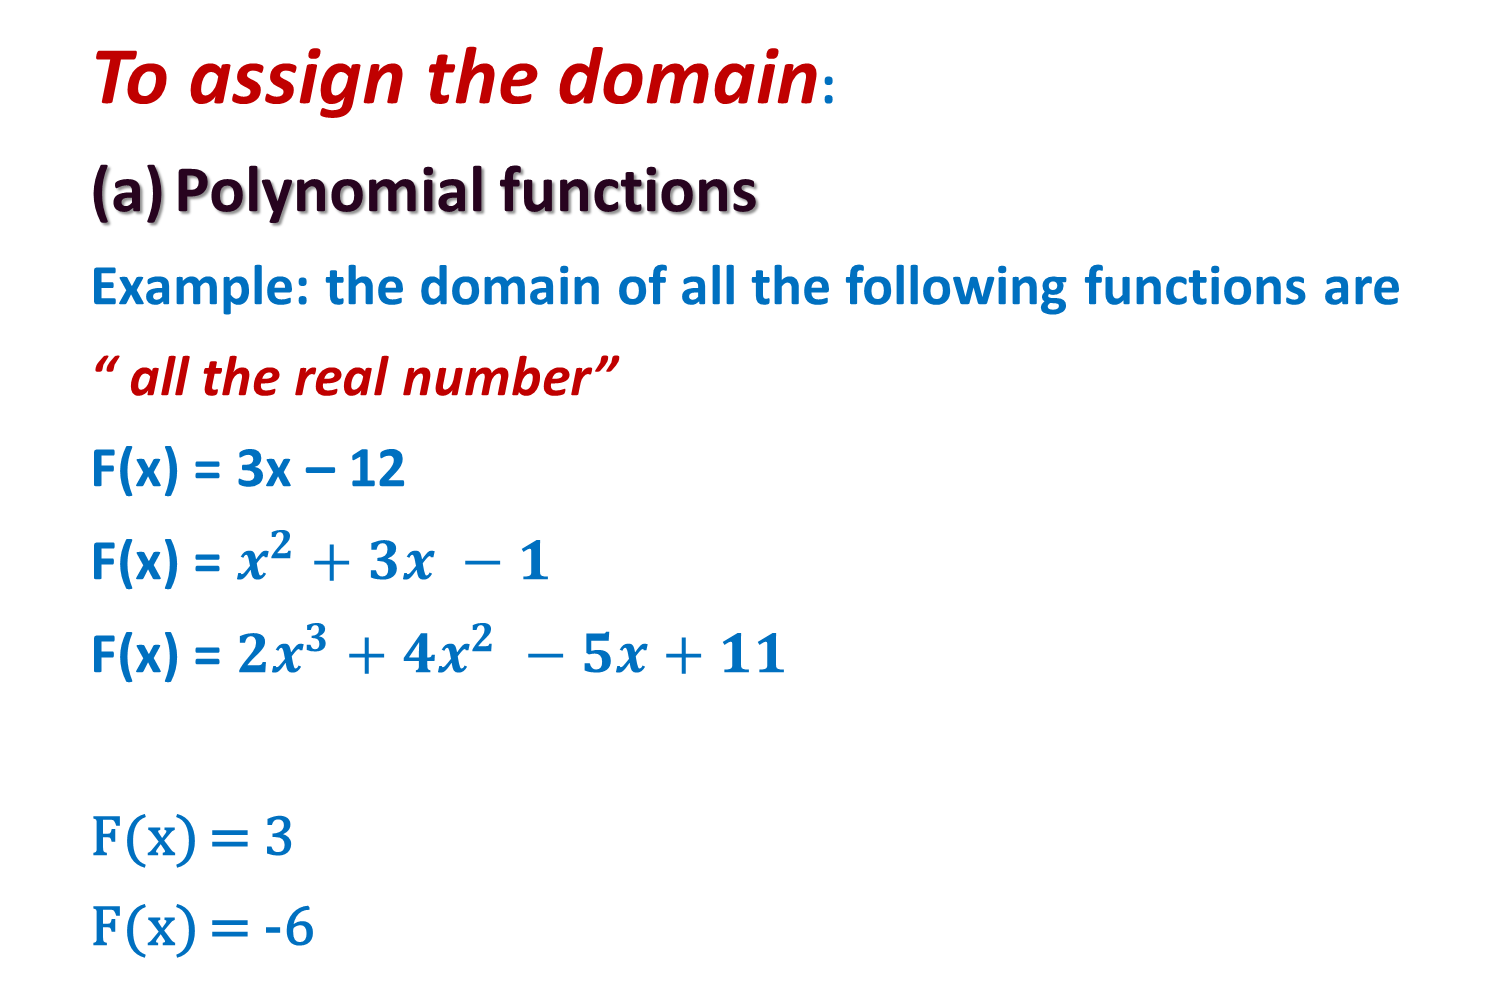 To assign the domain:
(a) Polynomial functions
Example: the domain of all the following functions are
“ all the real number”
F(x) = 3x – 12
F(x) = x² + 3x − 1
F(x) = 2x³ + 4x² − 5x + 11
F(x) = 3
F(x) = -6